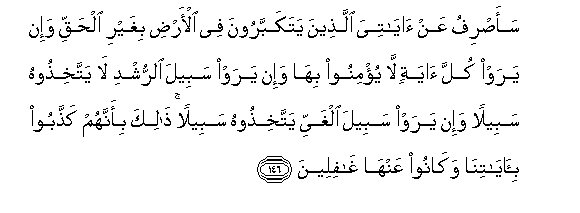 سَأَصْرِفُ عَنْ ءَايَـٰتِىَ ٱلَّذِينَ يَتَكَبَّرُونَ فِى ٱلْأَرْضِ بِغَيْرِ ٱلْحَقِّ وَإِن
يَرَوْا۟ كُلَّ ءَايَةٍۢ لَّا يُؤْمِنُوا۟ بِهَا وَإِن يَرَوْا۟ سَبِيلَ ٱلرُّشْدِ لَا يَتَّخِذُوهُ
سَبِيلًۭا وَإِن يَرَوْا۟ سَبِيلَ ٱلْغَىِّ يَتَّخِذُوهُ سَبِيلًۭا ۚ ذَٰلِكَ بِأَنَّهُمْ كَذَّبُوا۟
بِـَٔايَـٰتِنَا وَكَانُوا۟ عَنْهَا غَـٰفِلِينَ ١٤٦